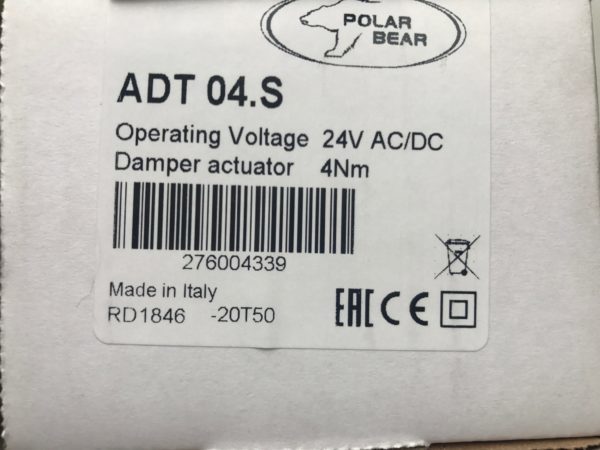 POLAR
BEAR
ADT 04.S
Operating Voltage 24V AC/DC
Damper actuator 4Nm
276004339
Made in Italy
RD1846 -20T50
EAC CE